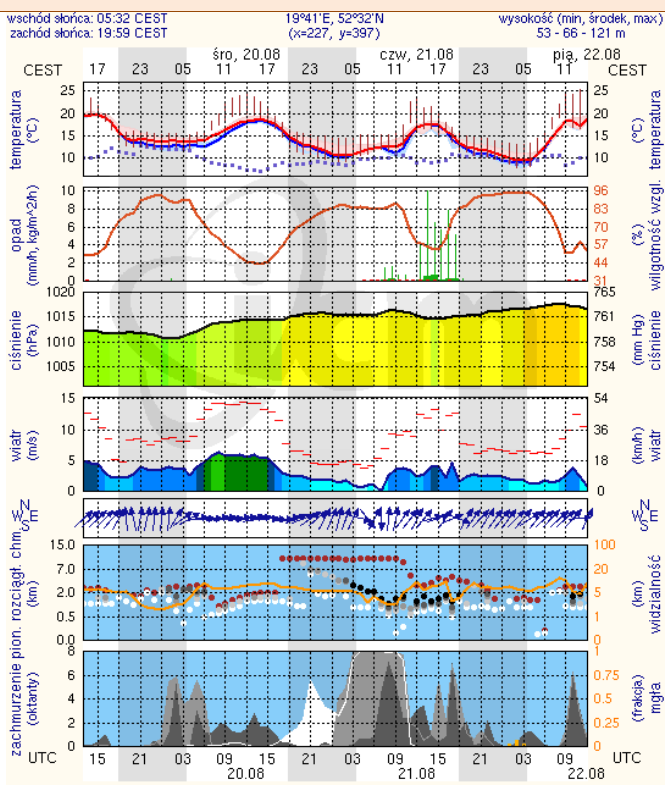 wschód słońca: 05:32 CEST 19°41'E, 52°32'N wysokość (min, środek, max)
zachód słońca: 19:59 CEST (x=227, y=397) 53 - 66 - 121 m
śro, 20.08 czw, 21.08 pią, 22.08
CEST 17 23 05 11 17 23 05 11 17 23 05 11 CEST
temperatura
(°C)
25
20
15
10
25
20
15
10
temperatura
(°C)
opad
(mm/h, kg/m^2/h)
10
8
6
4
2
0
96
83
70
57
44
31
wilgotność wzgl.
(%)
ciśnienie
(hPa)
1020
1015
1010
1005
765
761
758
754
ciśnienie
(mm Hg)
wiatr
(m/s)
15
10
5
0
54
36
18
0
wiatr
(km/h)
N
W E
S
N
W E
S
pion. rozciągł. chm.
(km)
15.0
7.0
2.0
0.5
0.0
100
20
5
1
0
widzialność
(km)
zachmurzenie
(oktanty)
8
6
4
2
0
1
0.75
0.5
0.25
0
mgła
(frakcja)
UTC 15 21 03 09 15 21 03 09 15 21 03 09 UTC
20.08 21.08 22.08
icm